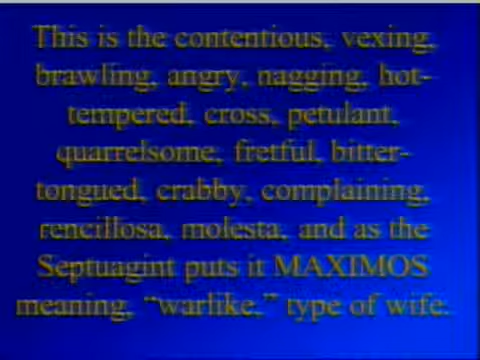 This is the contentious, vexing,
brawling, angry, nagging, hot-
tempered, cross, petulant,
quarrelsome, fretful, bitter-
tongued, crabby, complaining,
rencillosa, molesta, and as the
Septuagint puts it MAXIMOS
meaning, “warlike,” type of wife.